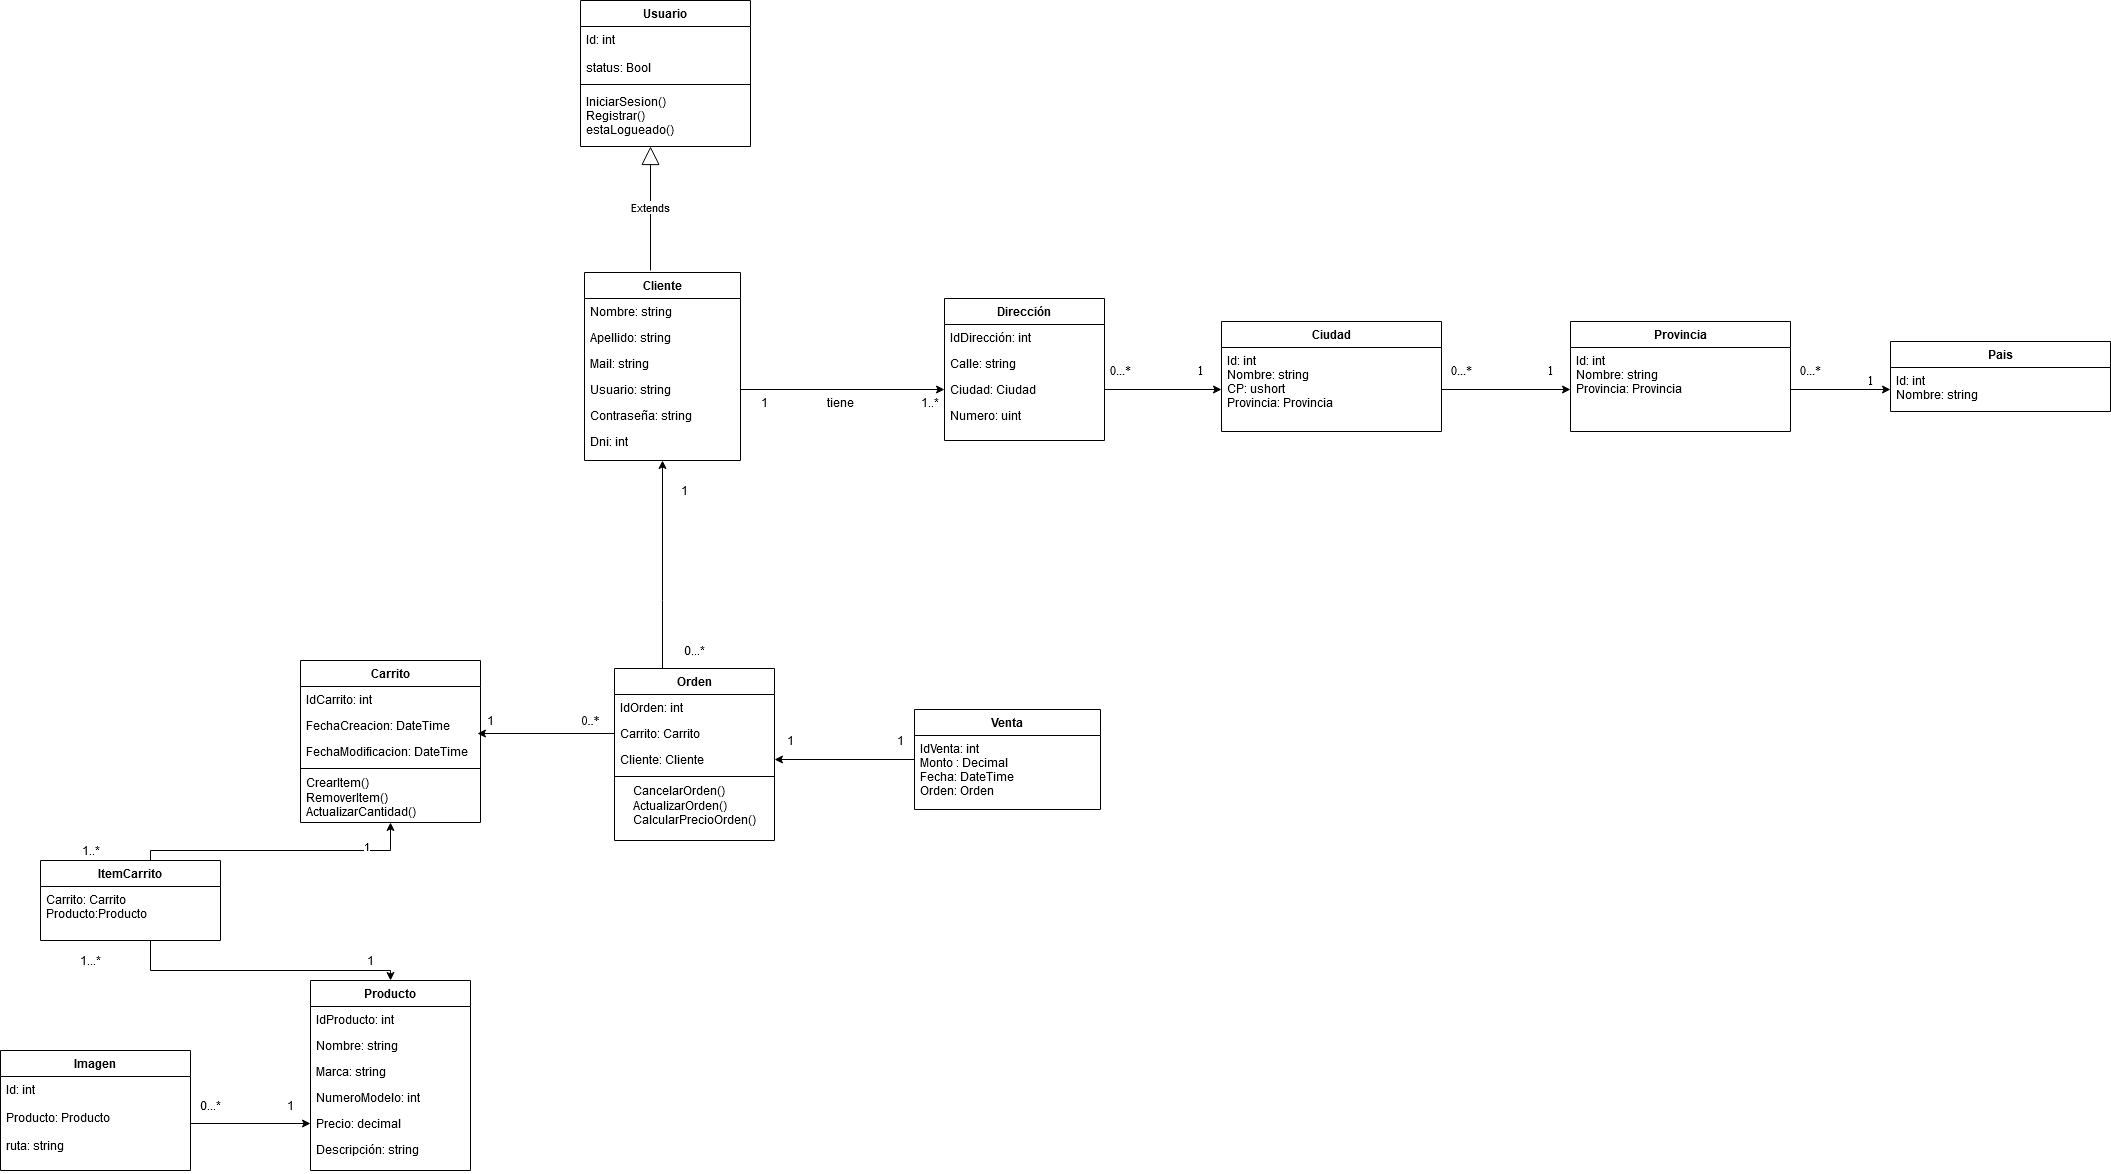 Usuario
Id: int
status: Bool
IniciarSesion()
Registrar()
estaLogueado()
Extends
Cliente
Nombre: string
Apellido: string
Mail: string
Usuario: string
Contraseña: string
Dni: int
1
tiene
1..*
Dirección
IdDirección: int
Calle: string
Ciudad: Ciudad
Numero: uint
0...*
1
Ciudad
Id: int
Nombre: string
CP: ushort
Provincia: Provincia
0...*
1
Provincia
Id: int
Nombre: string
Provincia: Provincia
0...*
1
Pais
Id: int
Nombre: string
1
0...*
Carrito
IdCarrito: int
FechaCreacion: DateTime
FechaModificacion: DateTime
CrearItem()
RemoverItem()
ActualizarCantidad()
1
0..*
Orden
IdOrden: int
Carrito: Carrito
Cliente: Cliente
CancelarOrden()
ActualizarOrden()
CalcularPrecioOrden()
1
1
Venta
IdVenta: int
Monto : Decimal
Fecha: DateTime
Orden: Orden
1..*
1
ItemCarrito
Carrito: Carrito
Producto:Producto
1...*
1
Producto
IdProducto: int
Nombre: string
Marca: string
NumeroModelo: int
Precio: decimal
Descripción: string
Imagen
Id: int
Producto: Producto
ruta: string
0...*
1